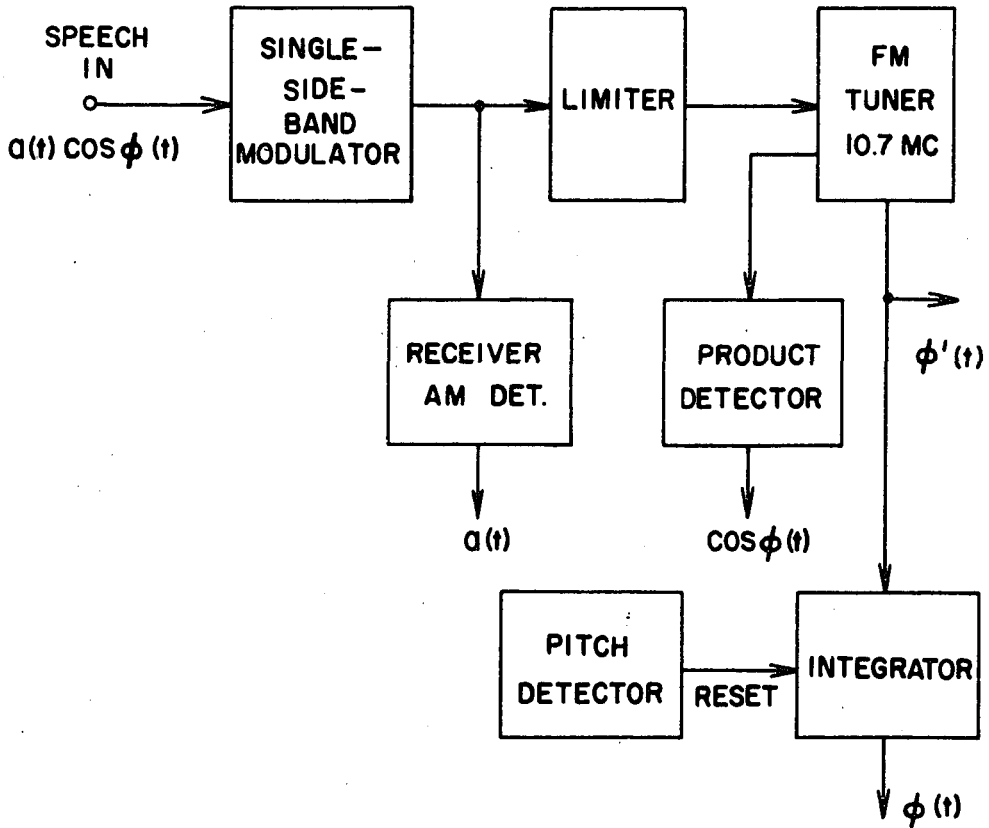 SPEECH
IN
a(t) COS ϕ (t)
SINGLE-
SIDE-
BAND
MODULATOR
LIMITER
FM
TUNER
10.7 MC
RECEIVER
AM DET.
PRODUCT
DETECTOR
ϕ'(t)
a(t)
COS ϕ(t)
PITCH
DETECTOR
RESET
INTEGRATOR
ϕ (t)